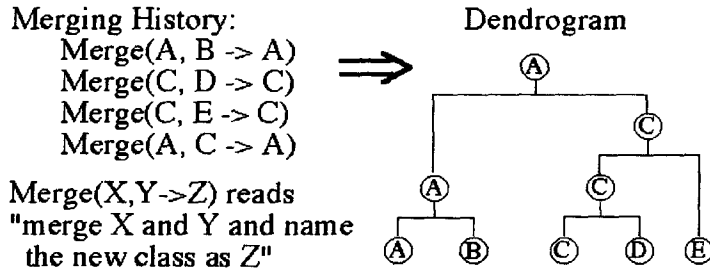 Merging History:
Merge(A, B -> A)
Merge(C, D -> C)
Merge(C, E -> C)
Merge(A, C -> A)
Merge(X,Y->Z) reads
"merge X and Y and name
the new class as Z"
Dendrogram
A
C
A
C
A B C D E